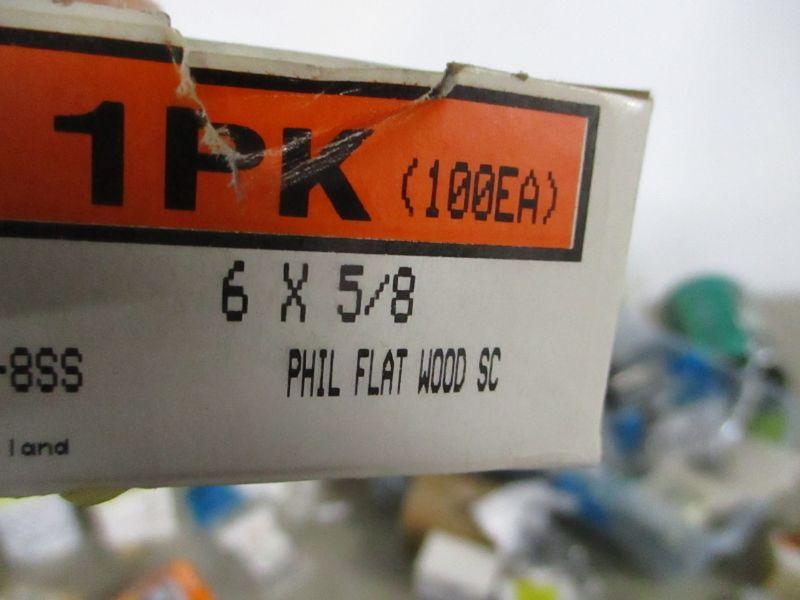 1PK (100EA)
6 X 5/8
-8SS PHIL FLAT WOOD SC
land